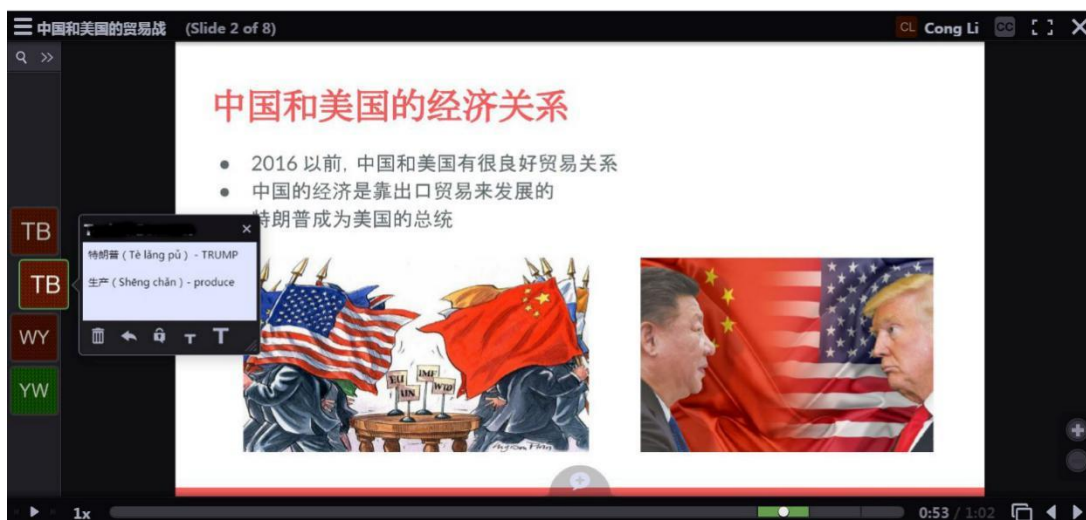 中国和美国的贸易战 (Slide 2 of 8)
CL Cong Li CC
中国和美国的经济关系
2016 以前, 中国和美国有很良好贸易关系
中国的经济是靠出口贸易来发展的
特朗普成为美国的总统
TB
TB
WY
YW
特朗普 ( Tè lǎng pǔ ) - TRUMP
生产 ( Shēng chǎn ) - produce
T T
EU
UN
IMF
WTO
1x
0:53 / 1:02